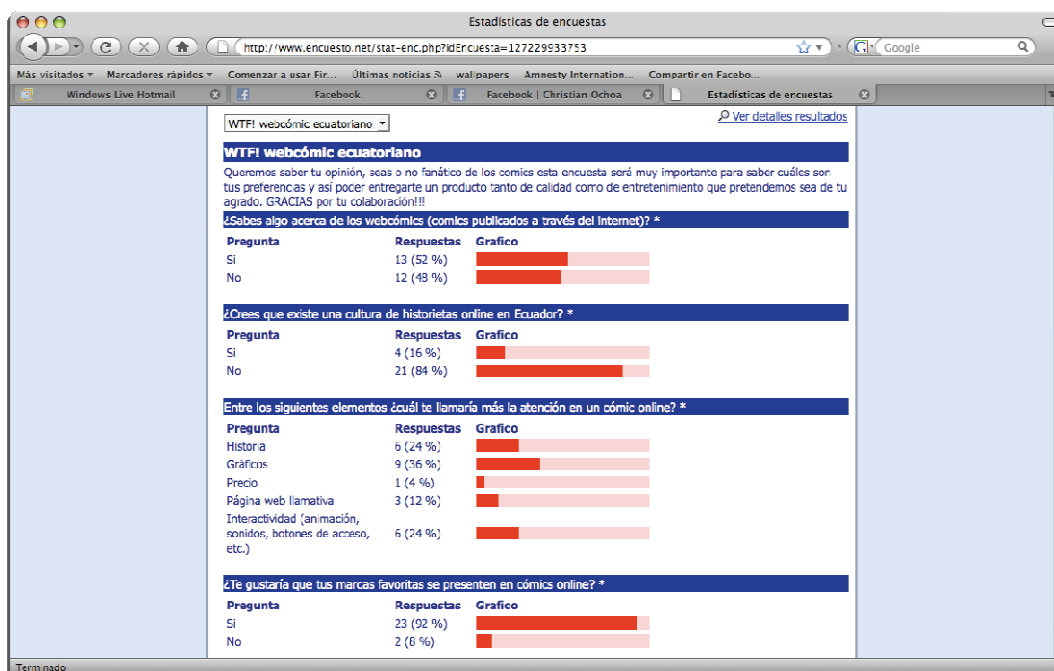 Estadísticas de encuestas
http://www.encuesto.net/stat-enc.php?idEncuesta=127229933753
Google
Más visitados Marcadores rápidos Comenzar a usar Fir... Últimas noticias wallpapers Amnesty Internation... Compartir en Facebo...
Windows Live Hotmail Facebook Facebook | Christian Ochoa Estadísticas de encuestas
WTF! webcómic ecuatoriano Ver detalles resultados
WTF! webcómic ecuatoriano
Queremos saber tu opinión, seas o no fanático de los comics esta encuesta será muy importante para saber cuáles son
tus preferencias y así poder entregarte un producto tanto de calidad como de entretenimiento que pretendemos sea de tu
agrado. GRACIAS por tu colaboración!!!
¿Sabes algo acerca de los webcómics (comics publicados a través del internet)? *
Pregunta Respuestas Grafico
Si 13 (52 %)
No 12 (48 %)
¿Crees que existe una cultura de historietas online en Ecuador? *
Pregunta Respuestas Grafico
Si 4 (16 %)
No 21 (84 %)
Entre los siguientes elementos ¿cuál te llamaría más la atención en un cómic online? *
Pregunta Respuestas Grafico
Historia 6 (24 %)
Gráficos 9 (36 %)
Precio 1 (4 %)
Página web llamativa 3 (12 %)
Interactividad (animación,
sonidos, botones de acceso, 6 (24 %)
etc.)
¿Te gustaría que tus marcas favoritas se presenten en cómics online? *
Pregunta Respuestas Grafico
Si 23 (92 %)
No 2 (8 %)
Terminado